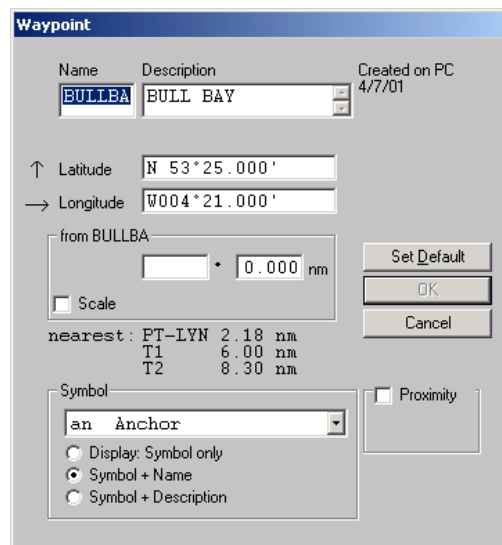 Waypoint
Name Description Created on PC
BULLBA BULL BAY 4/7/01
Latitude N 53°25.000'
Longitude W004°21.000'
from BULLBA
° 0.000 nm
Scale
Set Default
OK
Cancel
nearest: PT-LYN 2.18 nm
T1 6.00 nm
T2 8.30 nm
Symbol
an Anchor
Display: Symbol only
Symbol + Name
Symbol + Description
Proximity